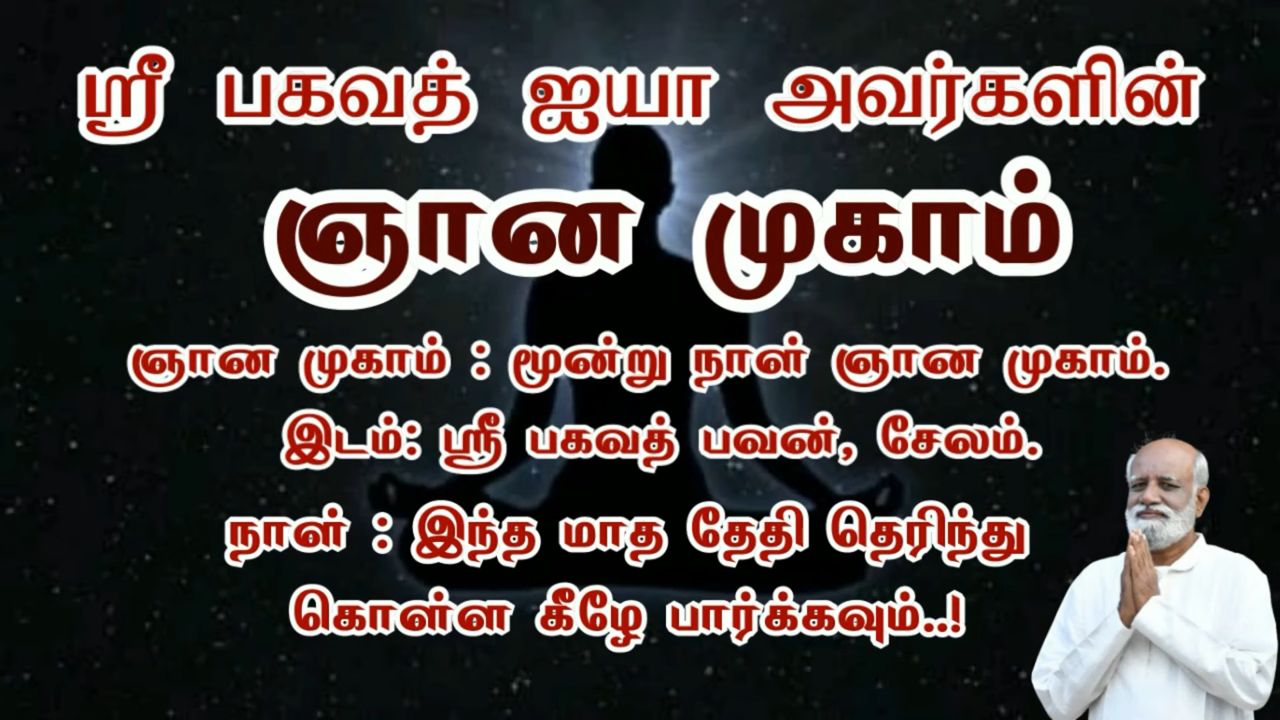 ஸ்ரீ பகவத் ஐயா அவர்களின்
ஞான முகாம்
ஞான முகாம் : மூன்று நாள் ஞான முகாம்.
இடம்: ஸ்ரீ பகவத் பவன், சேலம்.
நாள் : இந்த மாத தேதி தெரிந்து
கொள்ள கீழே பார்க்கவும்..!